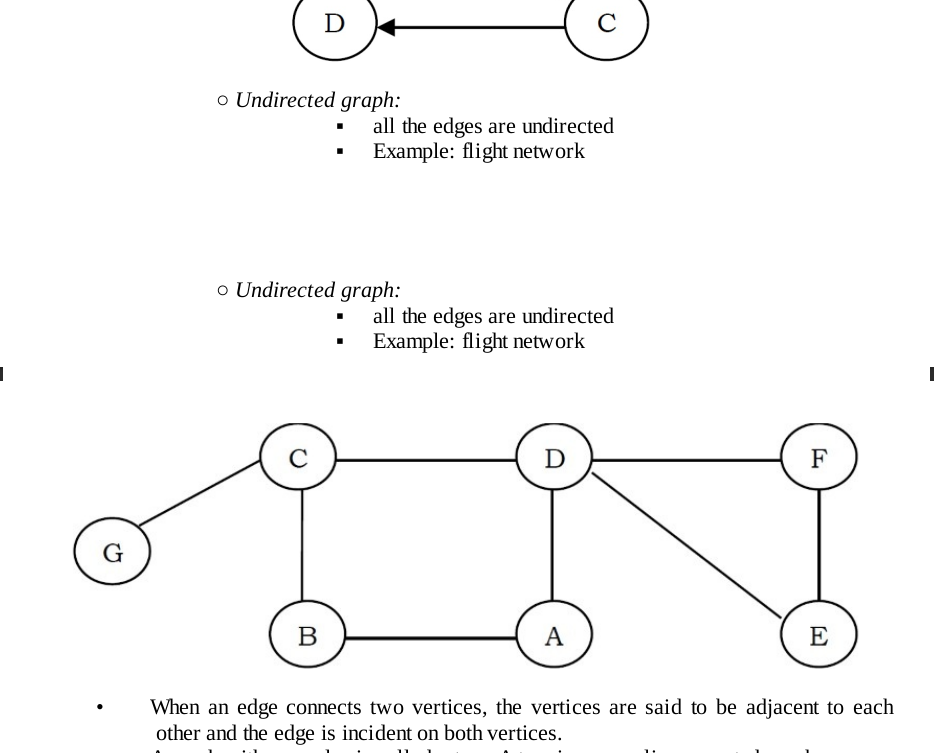 D C
○ Undirected graph:
▪ all the edges are undirected
▪ Example: flight network
○ Undirected graph:
▪ all the edges are undirected
▪ Example: flight network
C D F
G
B A E
• When an edge connects two vertices, the vertices are said to be adjacent to each
other and the edge is incident on both vertices.